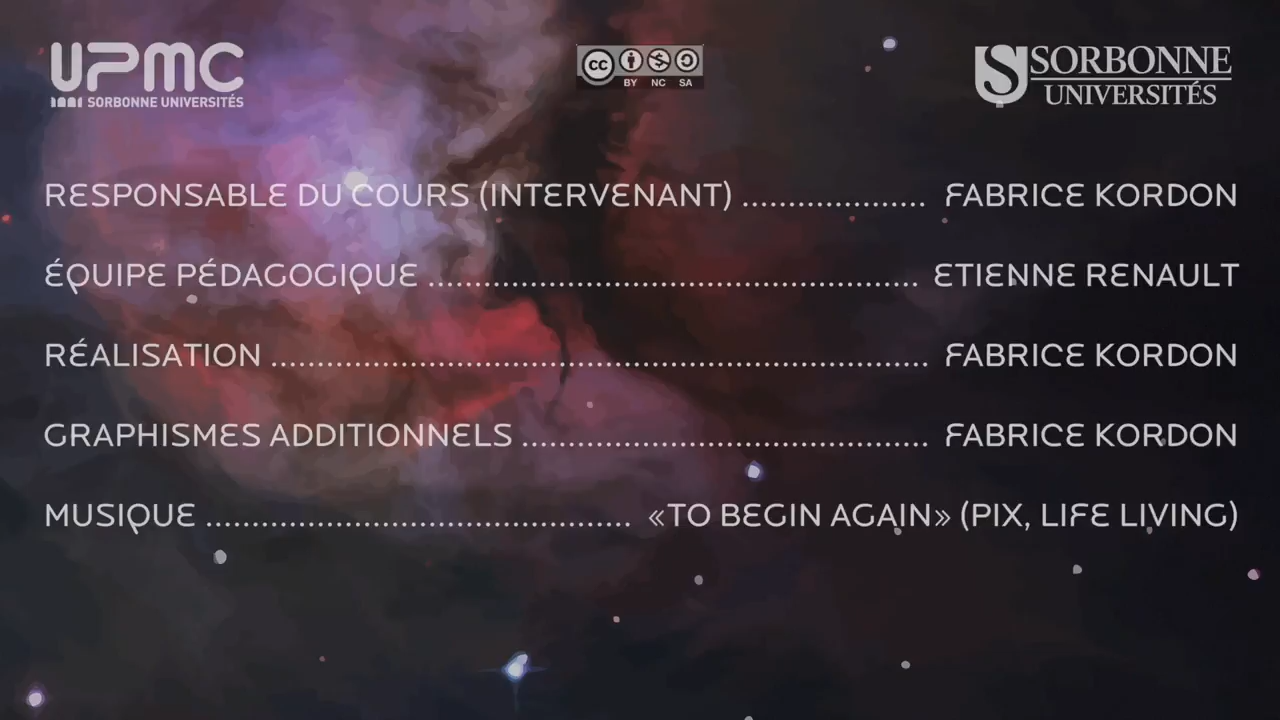 UPMC
SORBONNE UNIVERSITÉS
cc
BY NC SA
SORBONNE
UNIVERSITÉS
RESPONSABLE DU COURS (INTERVENANT) .................... FABRICE KORDON
ÉQUIPE PÉDAGOGIQUE .................................................... ETIENNE RENAULT
RÉALISATION ...................................................................... FABRICE KORDON
GRAPHISMES ADDITIONNELS ........................................... FABRICE KORDON
MUSIQUE ............................................. «TO BEGIN AGAIN» (PIX, LIFE LIVING)